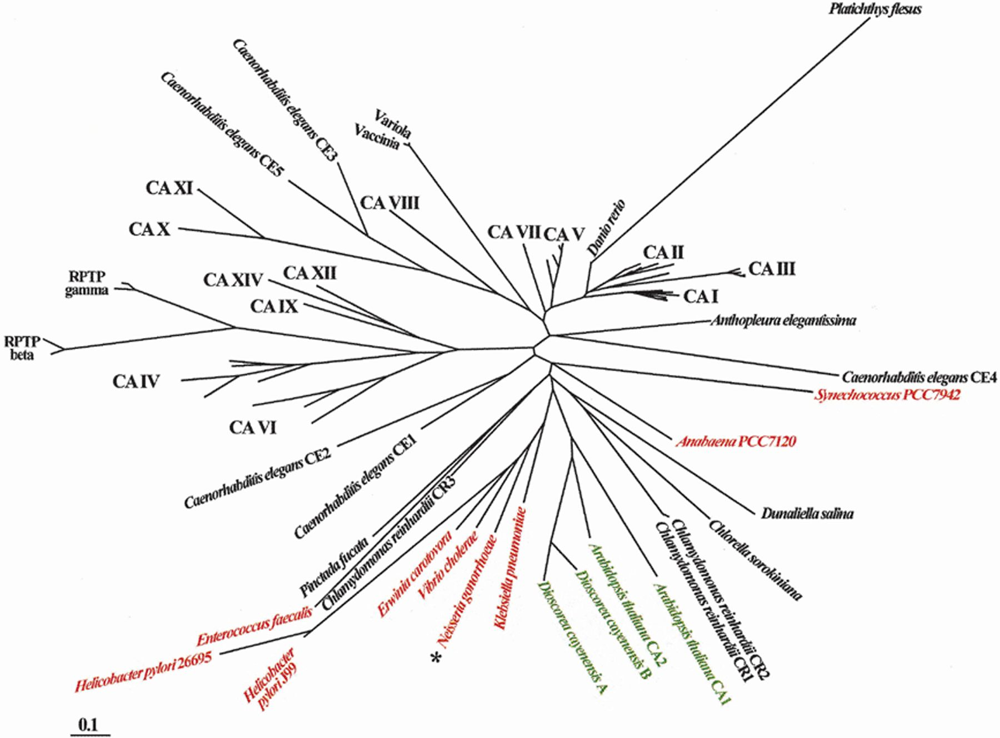 Platichthys flesus
Caenorhabditis elegans CE3
Caenorhabditis elegans CE5
Variola
Vaccinia
CA XI
CA VIII
CA X
CA VII
CA V
Danio rerio
CA II
CA III
CA I
RPTP
gamma
CA XIV
CA XII
CA IX
Anthopleura elegantissima
RPTP
beta
CA IV
Caenorhabditis elegans CE4
Synechococcus PCC7942
CA VI
Anabaena PCC7120
Caenorhabditis elegans CE2
Caenorhabditis elegans CE1
Pinctada fucata
Chlamydomonas reinhardtii CR3
Dunaliella salina
Chlorella sorokiniana
Chlamydomonas reinhardtii CR2
Chlamydomonas reinhardtii CR1
Erwinia carotovora
Vibrio cholerae
* Neisseria gonorrhoeae
Klebsiella pneumoniae
Dioscorea cayenensis A
Dioscorea cayenensis B
Arabidopsis thaliana CA2
Arabidopsis thaliana CA1
Enterococcus faecalis
Helicobacter pylori 26695
Helicobacter
pylori J99
0.1